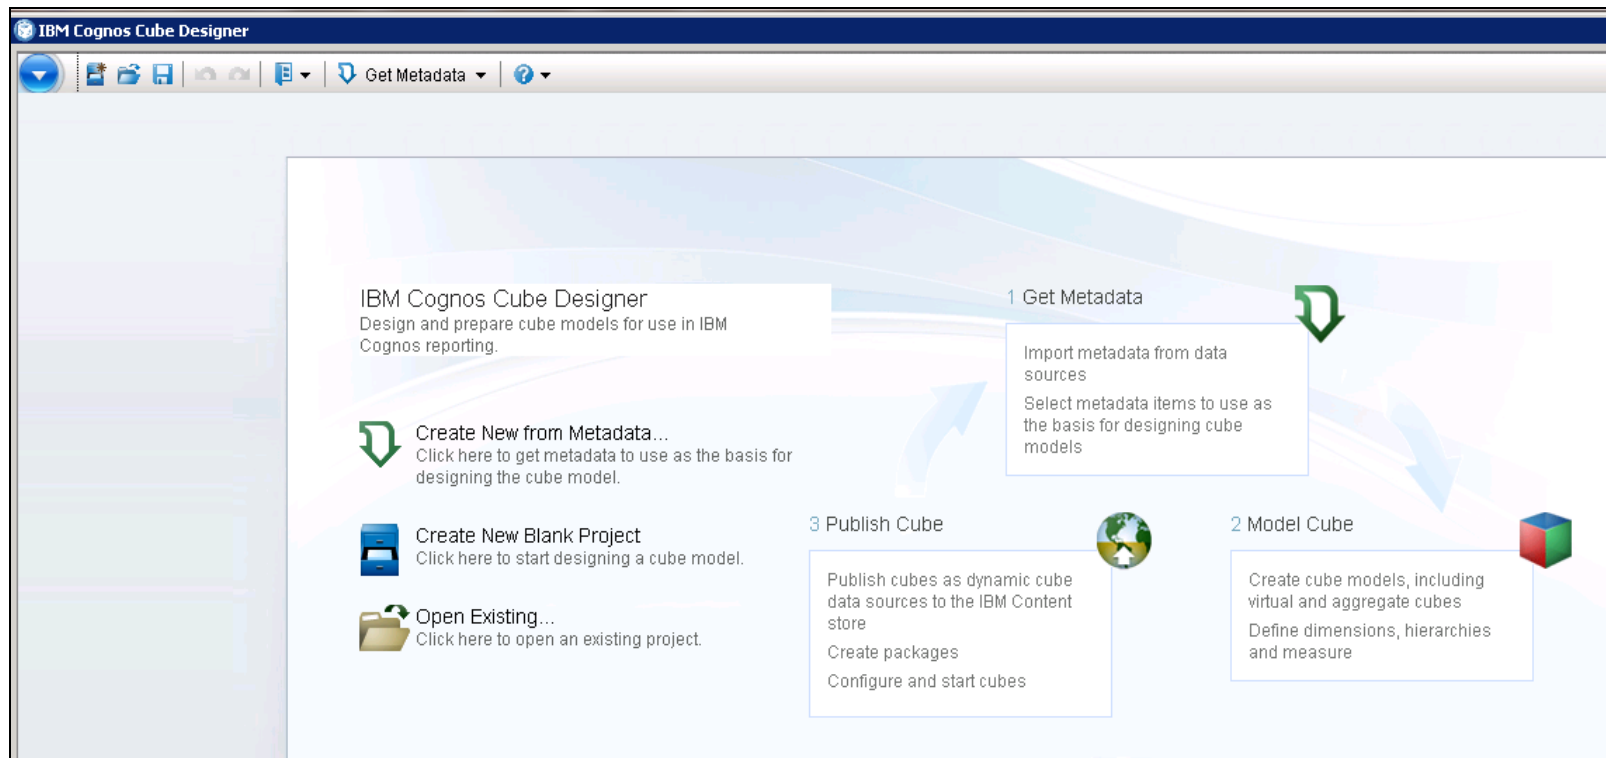 IBM Cognos Cube Designer
Get Metadata
IBM Cognos Cube Designer
Design and prepare cube models for use in IBM
Cognos reporting.
Create New from Metadata...
Click here to get metadata to use as the basis for
designing the cube model.
Create New Blank Project
Click here to start designing a cube model.
Open Existing...
Click here to open an existing project.
1 Get Metadata
Import metadata from data
sources
Select metadata items to use as
the basis for designing cube
models
2 Model Cube
Create cube models, including
virtual and aggregate cubes
Define dimensions, hierarchies
and measure
3 Publish Cube
Publish cubes as dynamic cube
data sources to the IBM Content
store
Create packages
Configure and start cubes